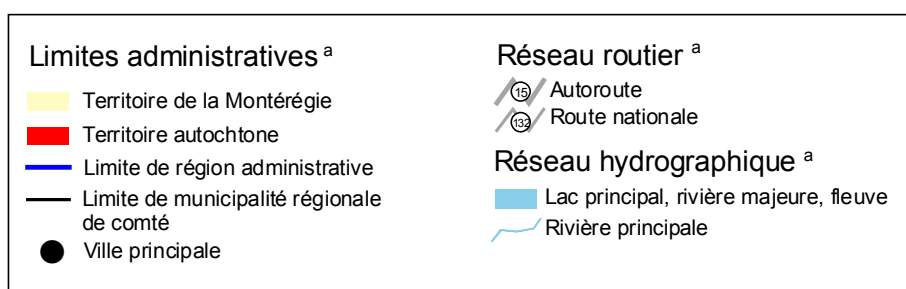 Limites administratives ª
Territoire de la Montérégie
Territoire autochtone
Limite de région administrative
Limite de municipalité régionale
de comté
Ville principale
Réseau routier ª
15 Autoroute
132 Route nationale
Réseau hydrographique ª
Lac principal, rivière majeure, fleuve
Rivière principale